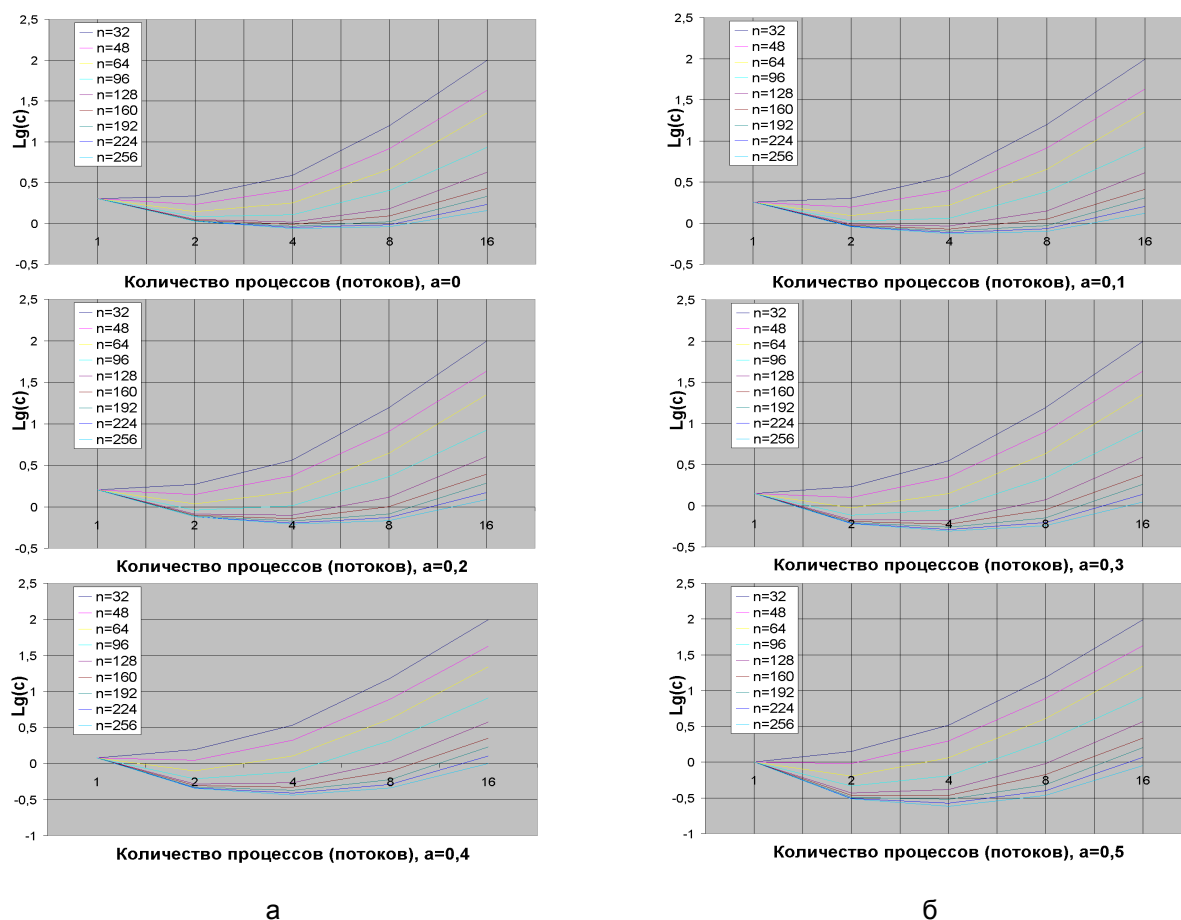 2,5
2
1,5
1
0,5
0
-0,5
Lg(c)
n=32
n=48
n=64
n=96
n=128
n=160
n=192
n=224
n=256
1 2 4 8 16
Количество процессов (потоков), a=0
2,5
2
1,5
1
0,5
0
-0,5
Lg(c)
n=32
n=48
n=64
n=96
n=128
n=160
n=192
n=224
n=256
1 2 4 8 16
Количество процессов (потоков), a=0,1
2,5
2
1,5
1
0,5
0
-0,5
Lg(c)
n=32
n=48
n=64
n=96
n=128
n=160
n=192
n=224
n=256
1 2 4 8 16
Количество процессов (потоков), a=0,2
2,5
2
1,5
1
0,5
0
-0,5
Lg(c)
n=32
n=48
n=64
n=96
n=128
n=160
n=192
n=224
n=256
1 2 4 8 16
Количество процессов (потоков), a=0,3
2,5
2
1,5
1
0,5
0
-0,5
-1
Lg(c)
n=32
n=48
n=64
n=96
n=128
n=160
n=192
n=224
n=256
1 2 4 8 16
Количество процессов (потоков), a=0,4
2,5
2
1,5
1
0,5
0
-0,5
-1
Lg(c)
n=32
n=48
n=64
n=96
n=128
n=160
n=192
n=224
n=256
1 2 4 8 16
Количество процессов (потоков), a=0,5
а
б